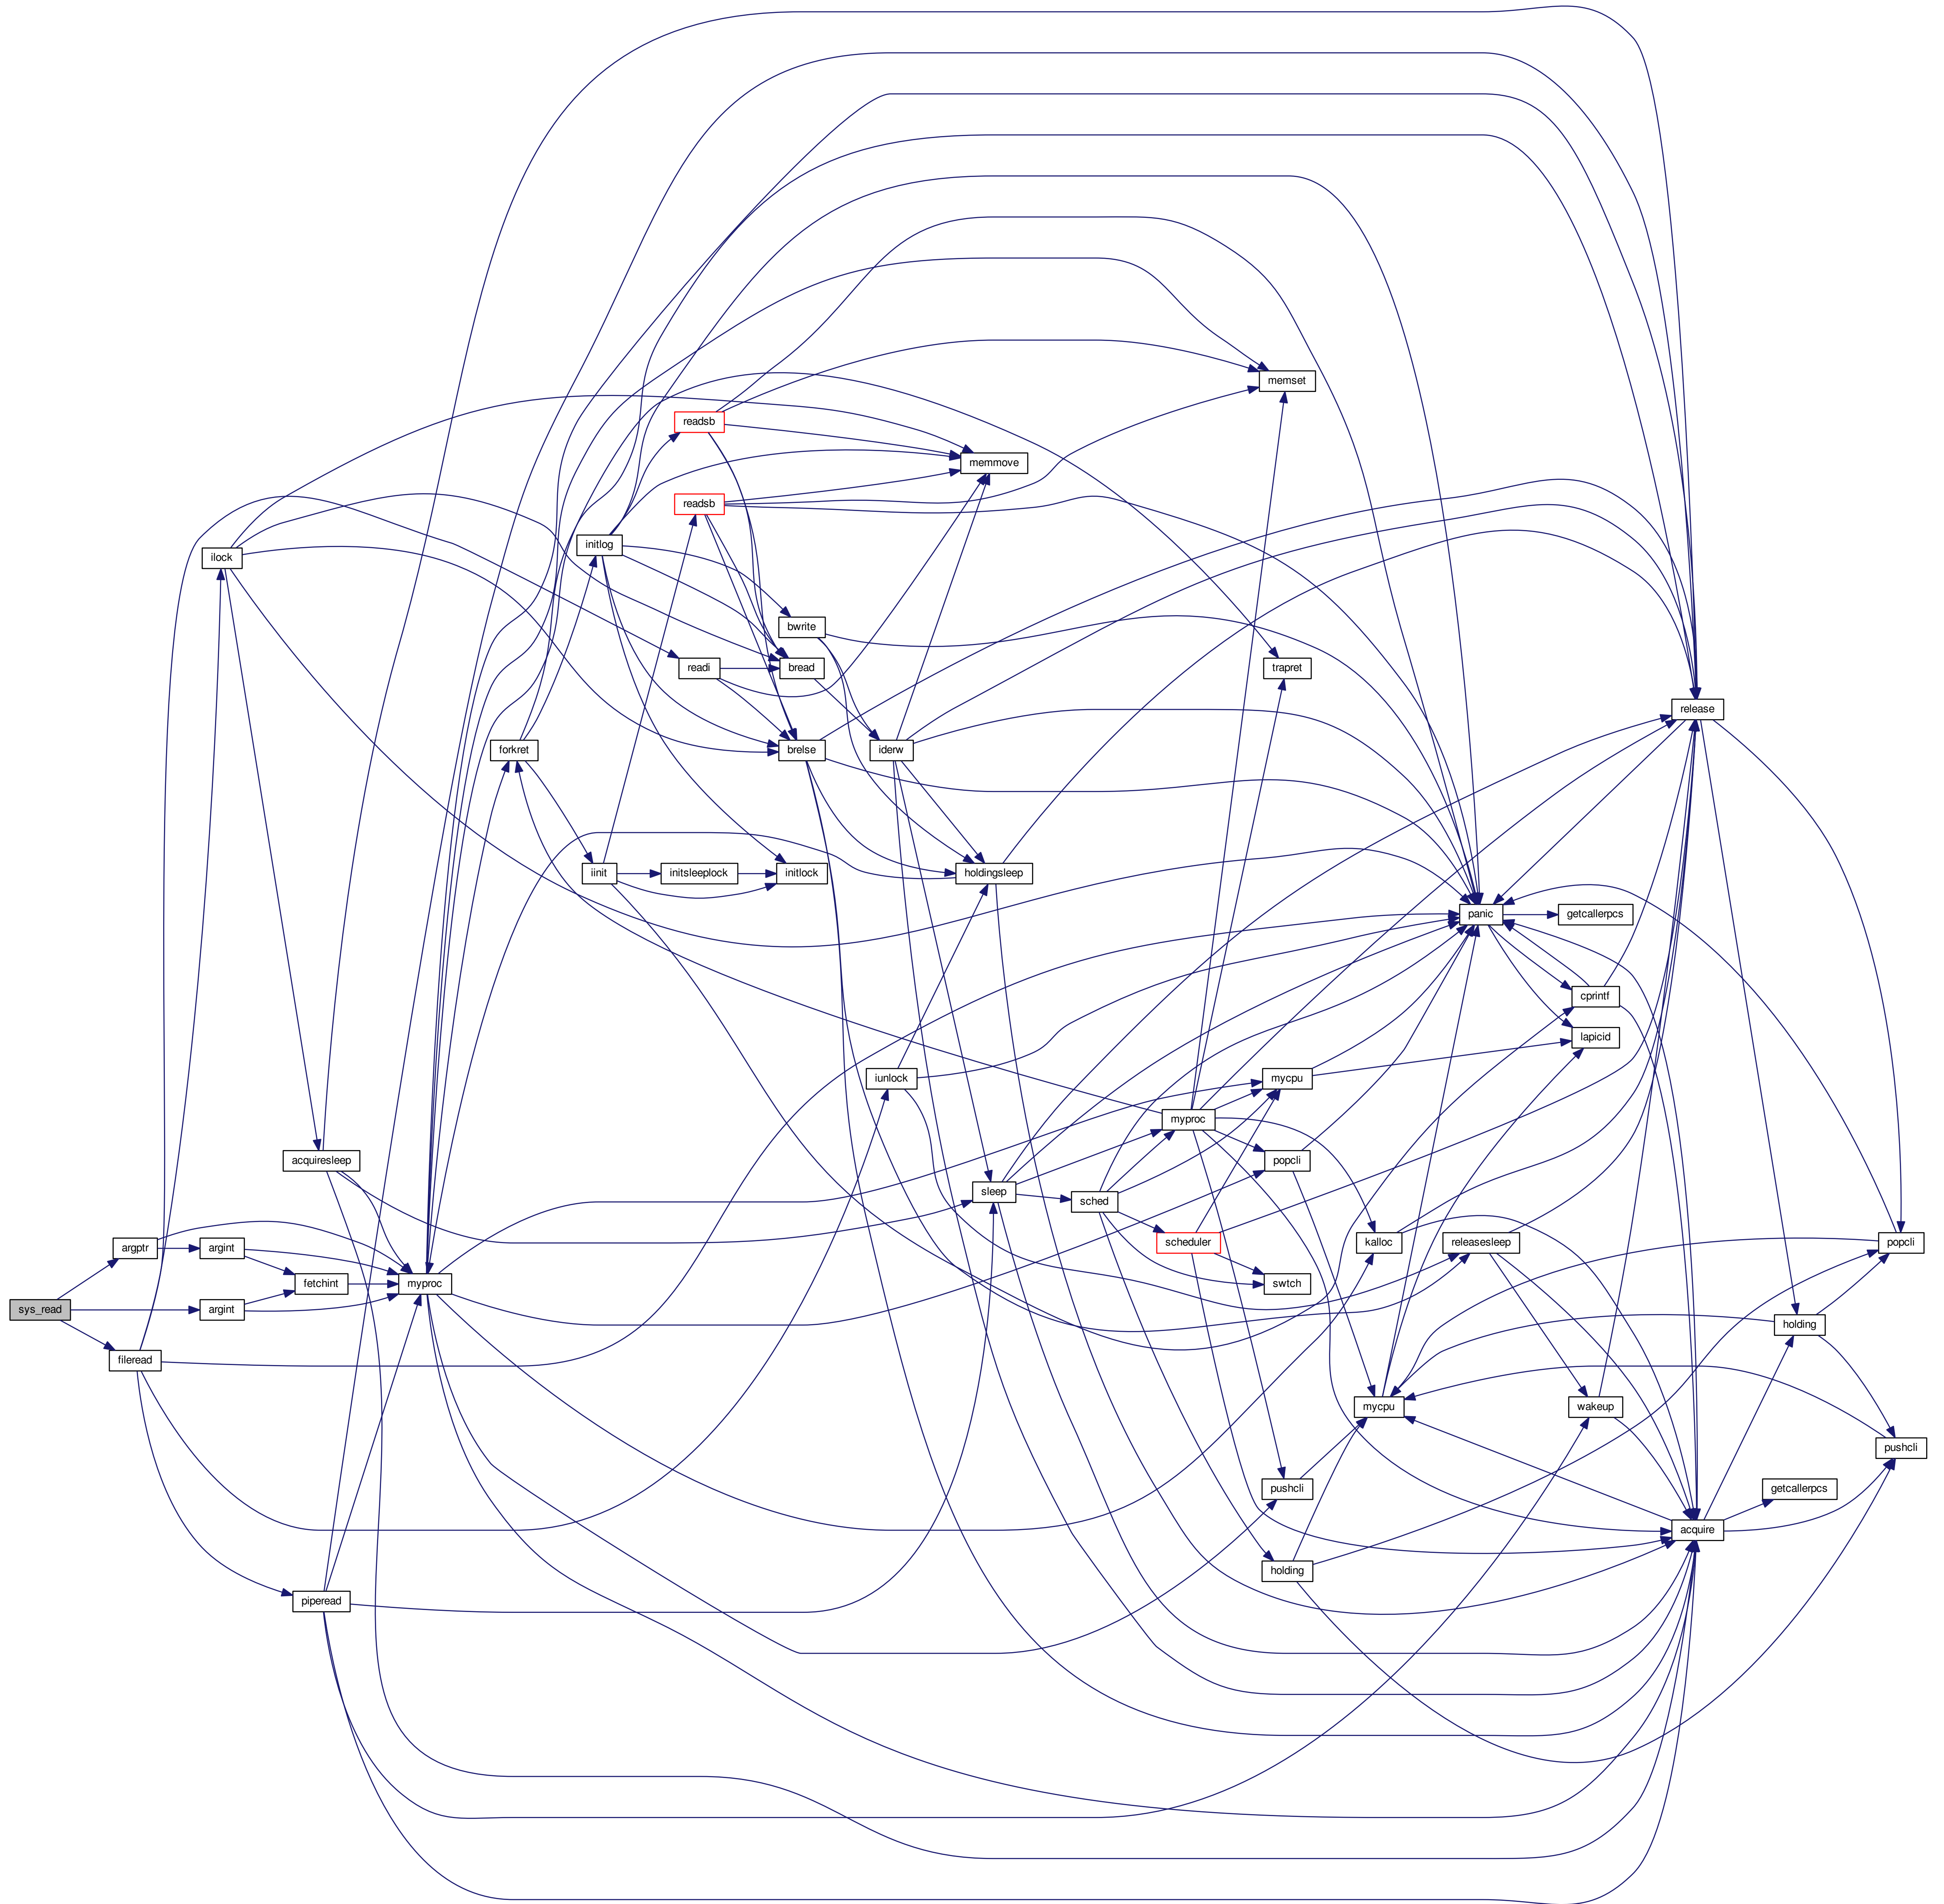 memset
readsb
memmove
readsb
initlog
ilock
bwrite
readi
bread
trapret
release
forkret
brelse
iderw
iinit
initsleeplock
initlock
holdingsleep
panic
getcallerpcs
cprintf
lapicid
iunlock
mycpu
myproc
acquiresleep
popcli
sleep
sched
argptr
argint
scheduler
kalloc
releasesleep
popcli
fetchint
myproc
swtch
sys_read
argint
holding
fileread
mycpu
wakeup
pushcli
pushcli
getcallerpcs
acquire
holding
piperead